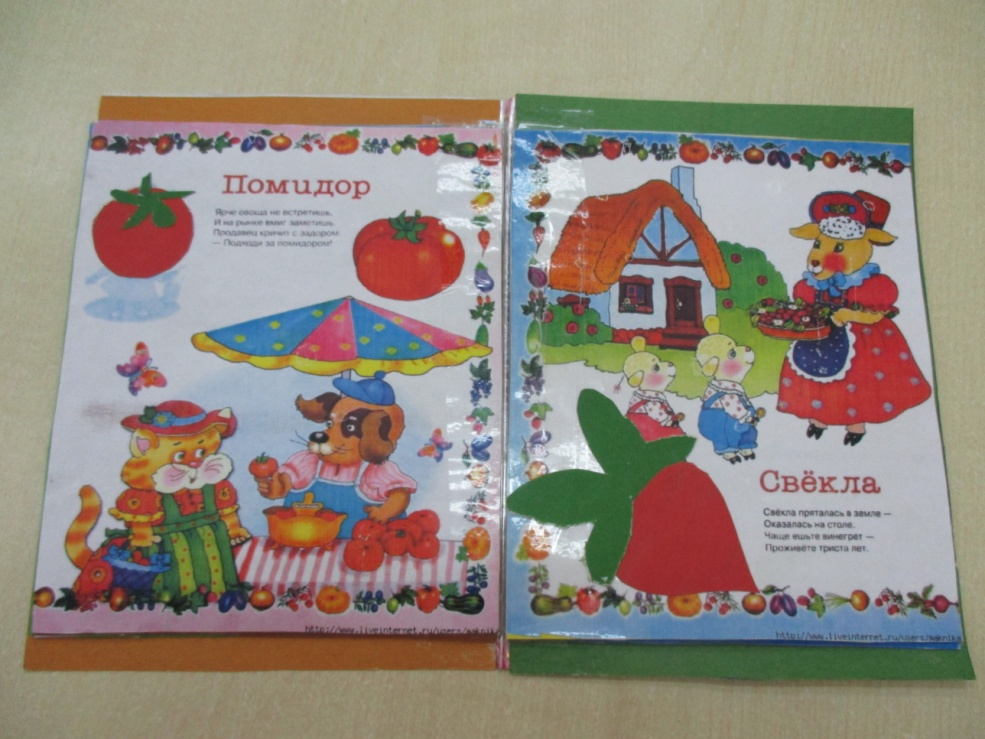 Помидор
Ярче овоща не встретишь,
И на рынке вмиг заметишь.
Продавец кричит с задором:
— Подходи за помидором!
http://www.liveinternet.ru/users/maknika
Свёкла
Свёкла пряталась в земле —
Оказалась на столе.
Чаще ешьте винегрет —
Проживёте триста лет.
http://www.liveinternet.ru/users/maknika